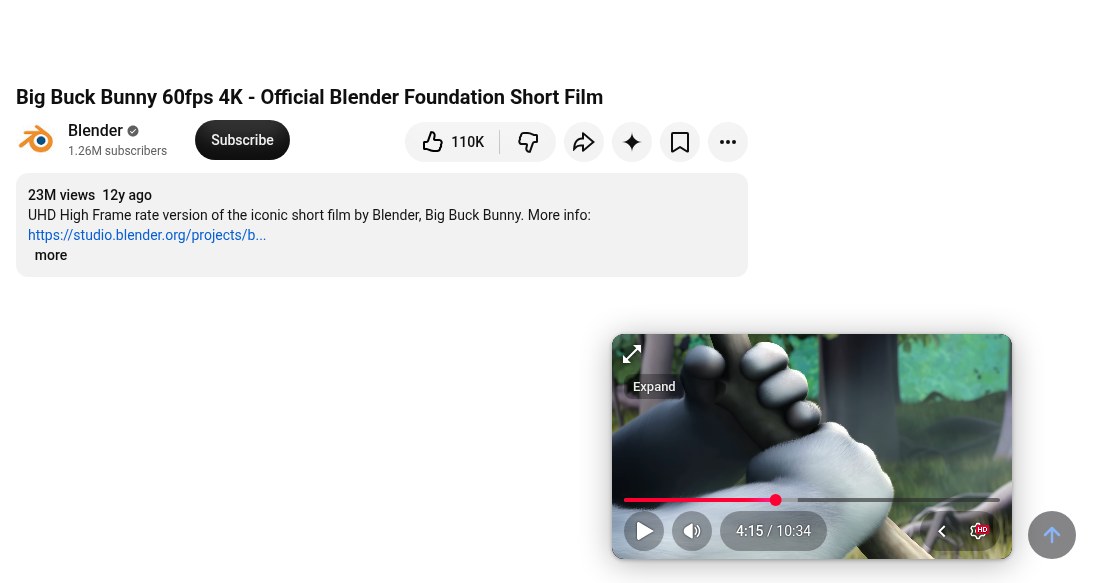 Big Buck Bunny 60fps 4K - Official Blender Foundation Short Film
Blender
1.26M subscribers
Subscribe
110K
23M views 12y ago
UHD High Frame rate version of the iconic short film by Blender, Big Buck Bunny. More info:
https://studio.blender.org/projects/b...
more
Expand
4:15 / 10:34
HD